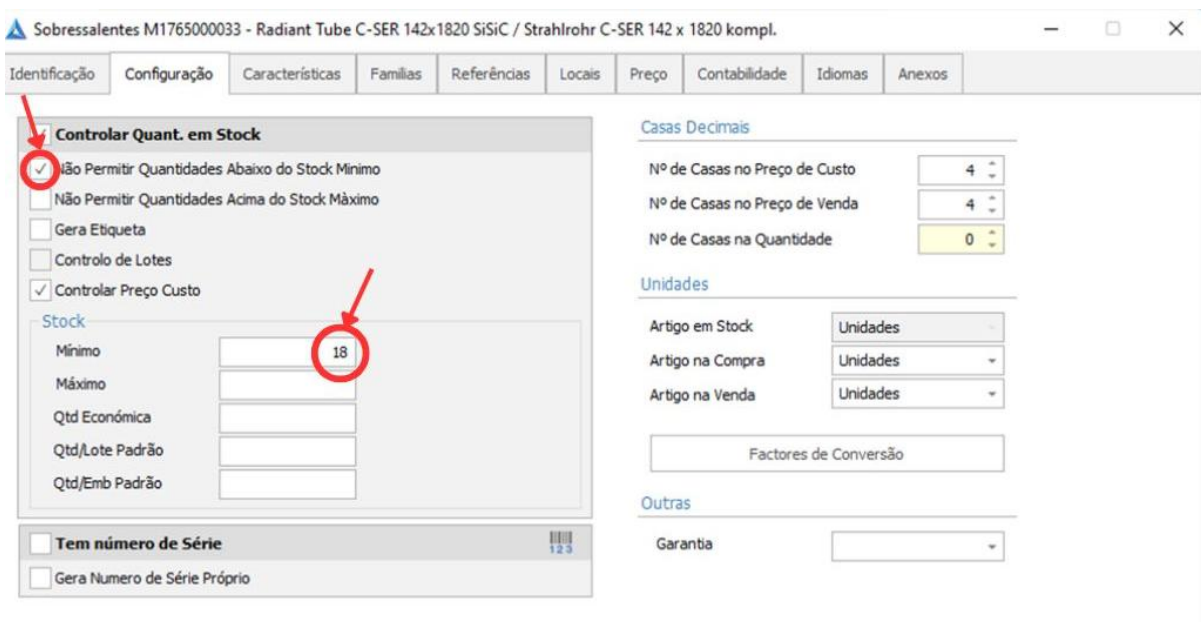 Sobressalentes M1765000033 - Radiant Tube C-SER 142x1820 SiSiC / Strahlrohr C-SER 142 x 1820 kompl.
Identificação Configuração Características Familias Referências Locais Preço Contabilidade Idiomas Anexos
Controlar Quant. em Stock
Não Permitir Quantidades Abaixo do Stock Minimo
Não Permitir Quantidades Acima do Stock Màximo
Gera Etiqueta
Controlo de Lotes
Controlar Preço Custo
Stock
Mínimo 18
Máximo
Qtd Económica
Qtd/Lote Padrão
Qtd/Emb Padrão
Tem número de Série
123
Gera Numero de Série Próprio
Casas Decimais
Nº de Casas no Preço de Custo 4
Nº de Casas no Preço de Venda 4
Nº de Casas na Quantidade 0
Unidades
Artigo em Stock Unidades
Artigo na Compra Unidades
Artigo na Venda Unidades
Factores de Conversão
Outras
Garantia